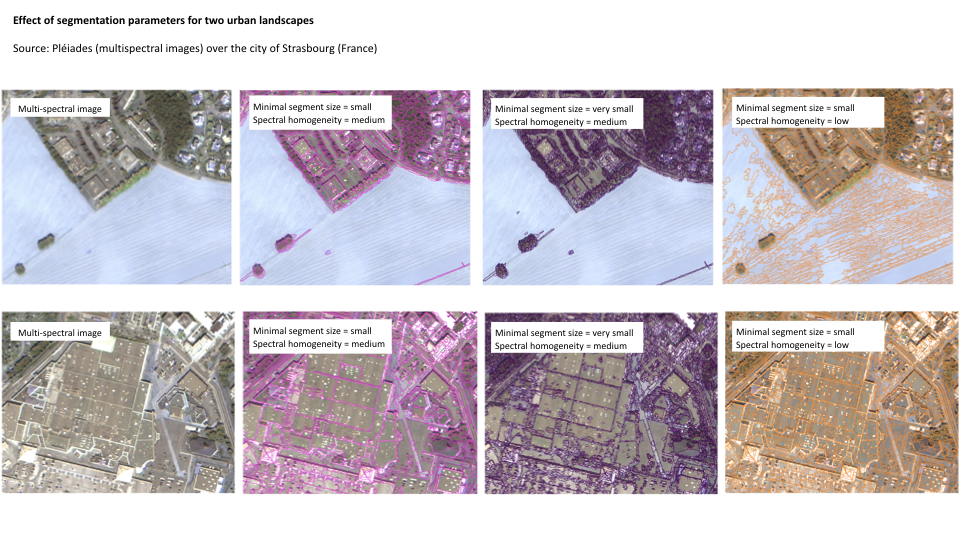 Effect of segmentation parameters for two urban landscapes
Source: Pléiades (multispectral images) over the city of Strasbourg (France)
Multi-spectral image
Minimal segment size = small
Spectral homogeneity = medium
Minimal segment size = very small
Spectral homogeneity = medium
Minimal segment size = small
Spectral homogeneity = low
Multi-spectral image
Minimal segment size = small
Spectral homogeneity = medium
Minimal segment size = very small
Spectral homogeneity = medium
Minimal segment size = small
Spectral homogeneity = low